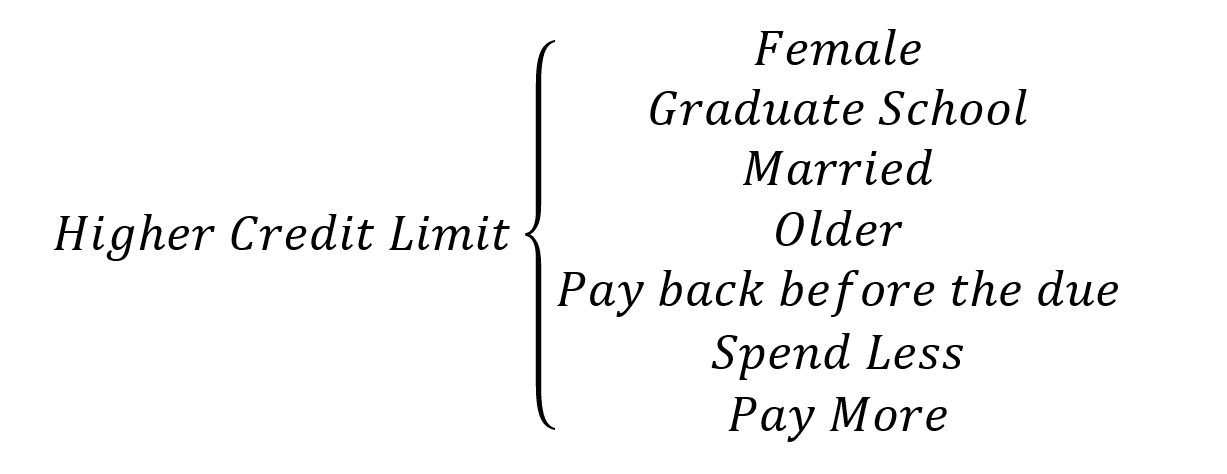 Female
Graduate School
Married
Older
Higher Credit Limit
Pay back before the due
Spend Less
Pay More